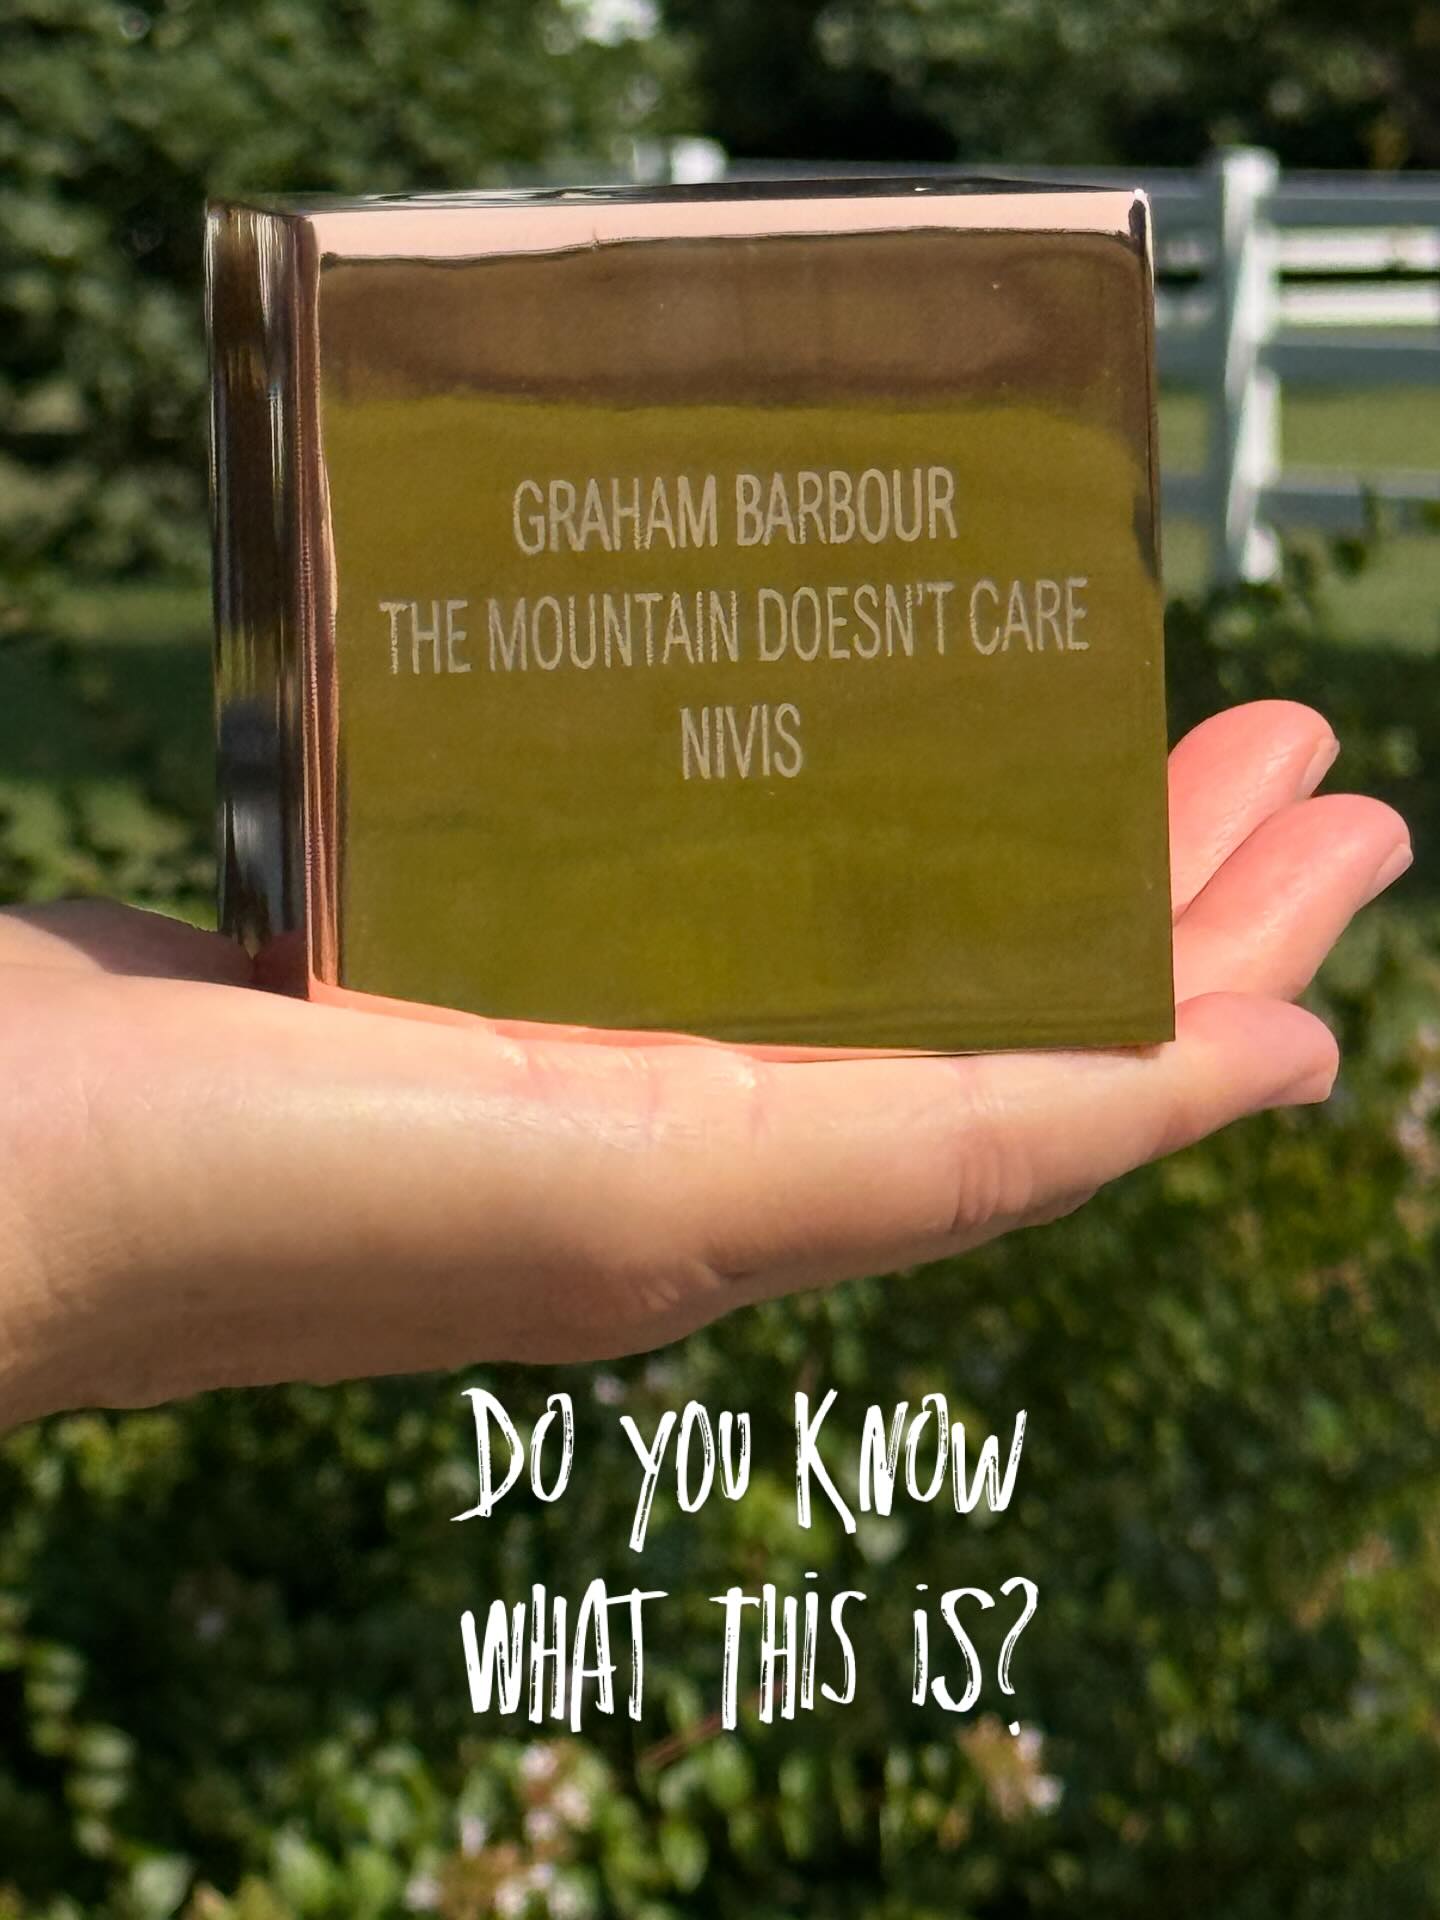 GRAHAM BARBOUR
THE MOUNTAIN DOESN'T CARE
NIVIS
DO YOU KNOW
WHAT THIS IS?